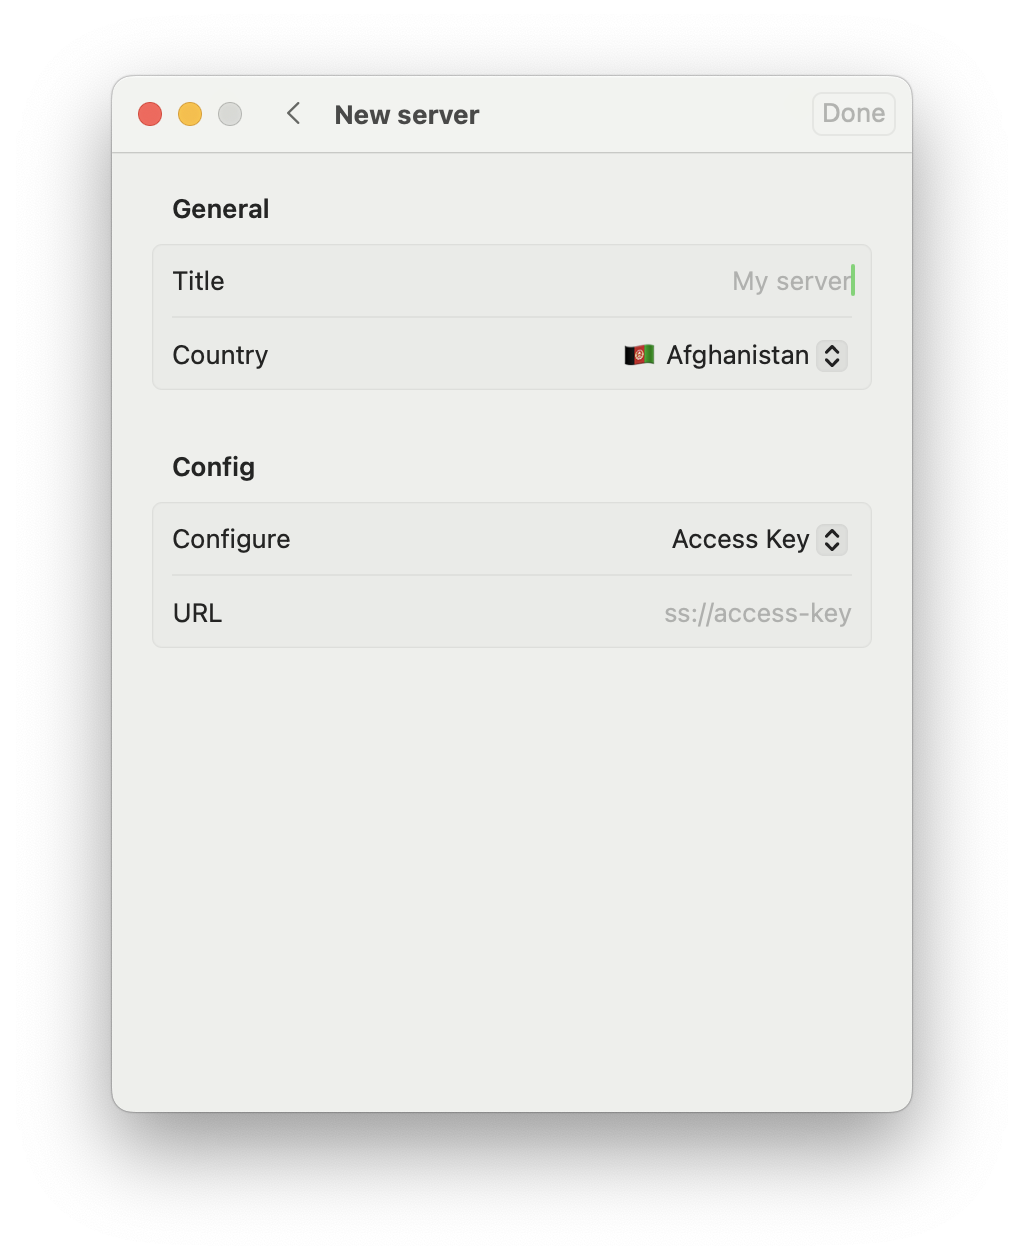 New server
Done
General
Title
My server
Country
Afghanistan
Config
Configure
Access Key
URL
ss://access-key